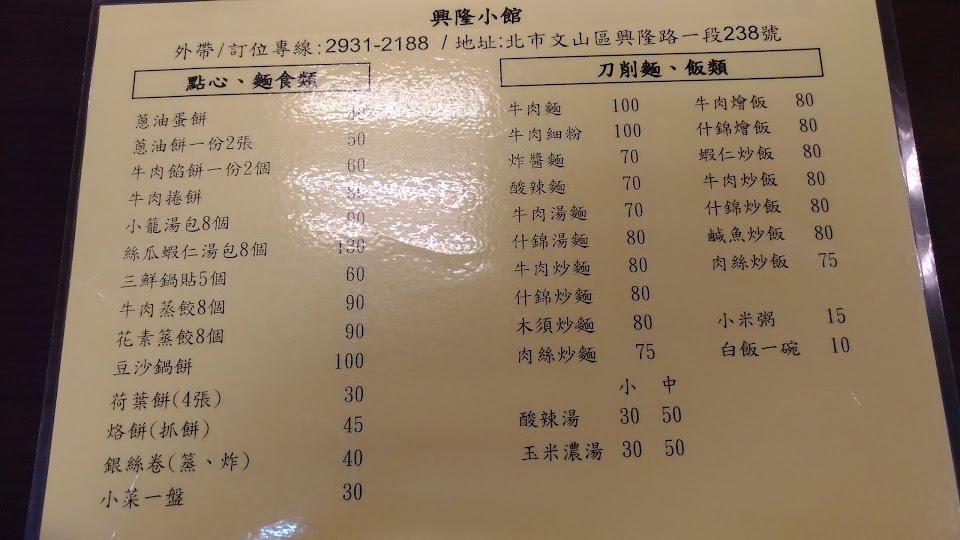 興隆小館
外帶/訂位專線:2931-2188 /地址:北市文山區興隆路一段238號
點心、麵食類
蔥油蛋餅
蔥油餅一份2張 50
牛肉餡餅一份2個 60
牛肉捲餅
小籠湯包8個 90
絲瓜蝦仁湯包8個
三鮮鍋貼5個 60
牛肉蒸餃8個 90
花素蒸餃8個 90
豆沙鍋餅 100
荷葉餅(4張) 30
烙餅(抓餅) 45
銀絲卷(蒸、炸) 40
小菜一盤 30
刀削麵、飯類
牛肉麵 100
牛肉細粉 100
炸醬麵 70
酸辣麵 70
牛肉湯麵 70
什錦湯麵 80
牛肉炒麵 80
什錦炒麵 80
木須炒麵 80
肉絲炒麵 75
牛肉燴飯 80
什錦燴飯 80
蝦仁炒飯 80
牛肉炒飯 80
什錦炒飯 80
鹹魚炒飯 80
肉絲炒飯 75
小米粥 15
白飯一碗 10
小 中
酸辣湯 30 50
玉米濃湯 30 50